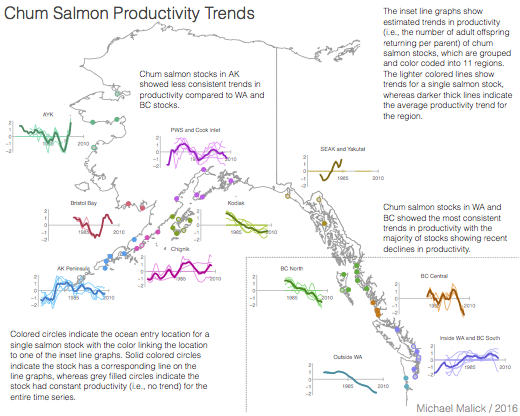 Chum Salmon Productivity Trends
The inset line graphs show
estimated trends in productivity
(i.e., the number of adult offspring
returning per parent) of chum
salmon stocks, which are grouped
and color coded into 11 regions.
The lighter colored lines show
trends for a single salmon stock,
whereas darker thick lines indicate
the average productivity trend for
the region.
Chum salmon stocks in AK
showed less consistent trends in
productivity compared to WA and
BC stocks.
AYK
2
1
0
-1
-2
1985
2010
PWS and Cook Inlet
2
1
0
-1
-2
1985
2010
SEAK and Yakutat
2
1
0
-1
-2
1985
2010
Bristol Bay
2
1
0
-1
-2
1985
2010
Kodiak
2
1
0
-1
-2
1985
2010
Chum salmon stocks in WA and
BC showed the most consistent
trends in productivity with the
majority of stocks showing recent
declines in productivity.
Chignik
2
1
0
-1
-2
1985
2010
AK Peninsula
2
1
0
-1
-2
1985
2010
BC North
2
1
0
-1
-2
1985
2010
BC Central
2
1
0
-1
-2
1985
2010
Colored circles indicate the ocean entry location for a
single salmon stock with the color linking the location
to one of the inset line graphs. Solid colored circles
indicate the stock has a corresponding line on the
line graphs, whereas grey filled circles indicate the
stock had constant productivity (i.e., no trend) for the
entire time series.
Inside WA and BC South
2
1
0
-1
-2
1985
2010
Outside WA
2
1
0
-1
-2
1985
2010
Michael Malick / 2016